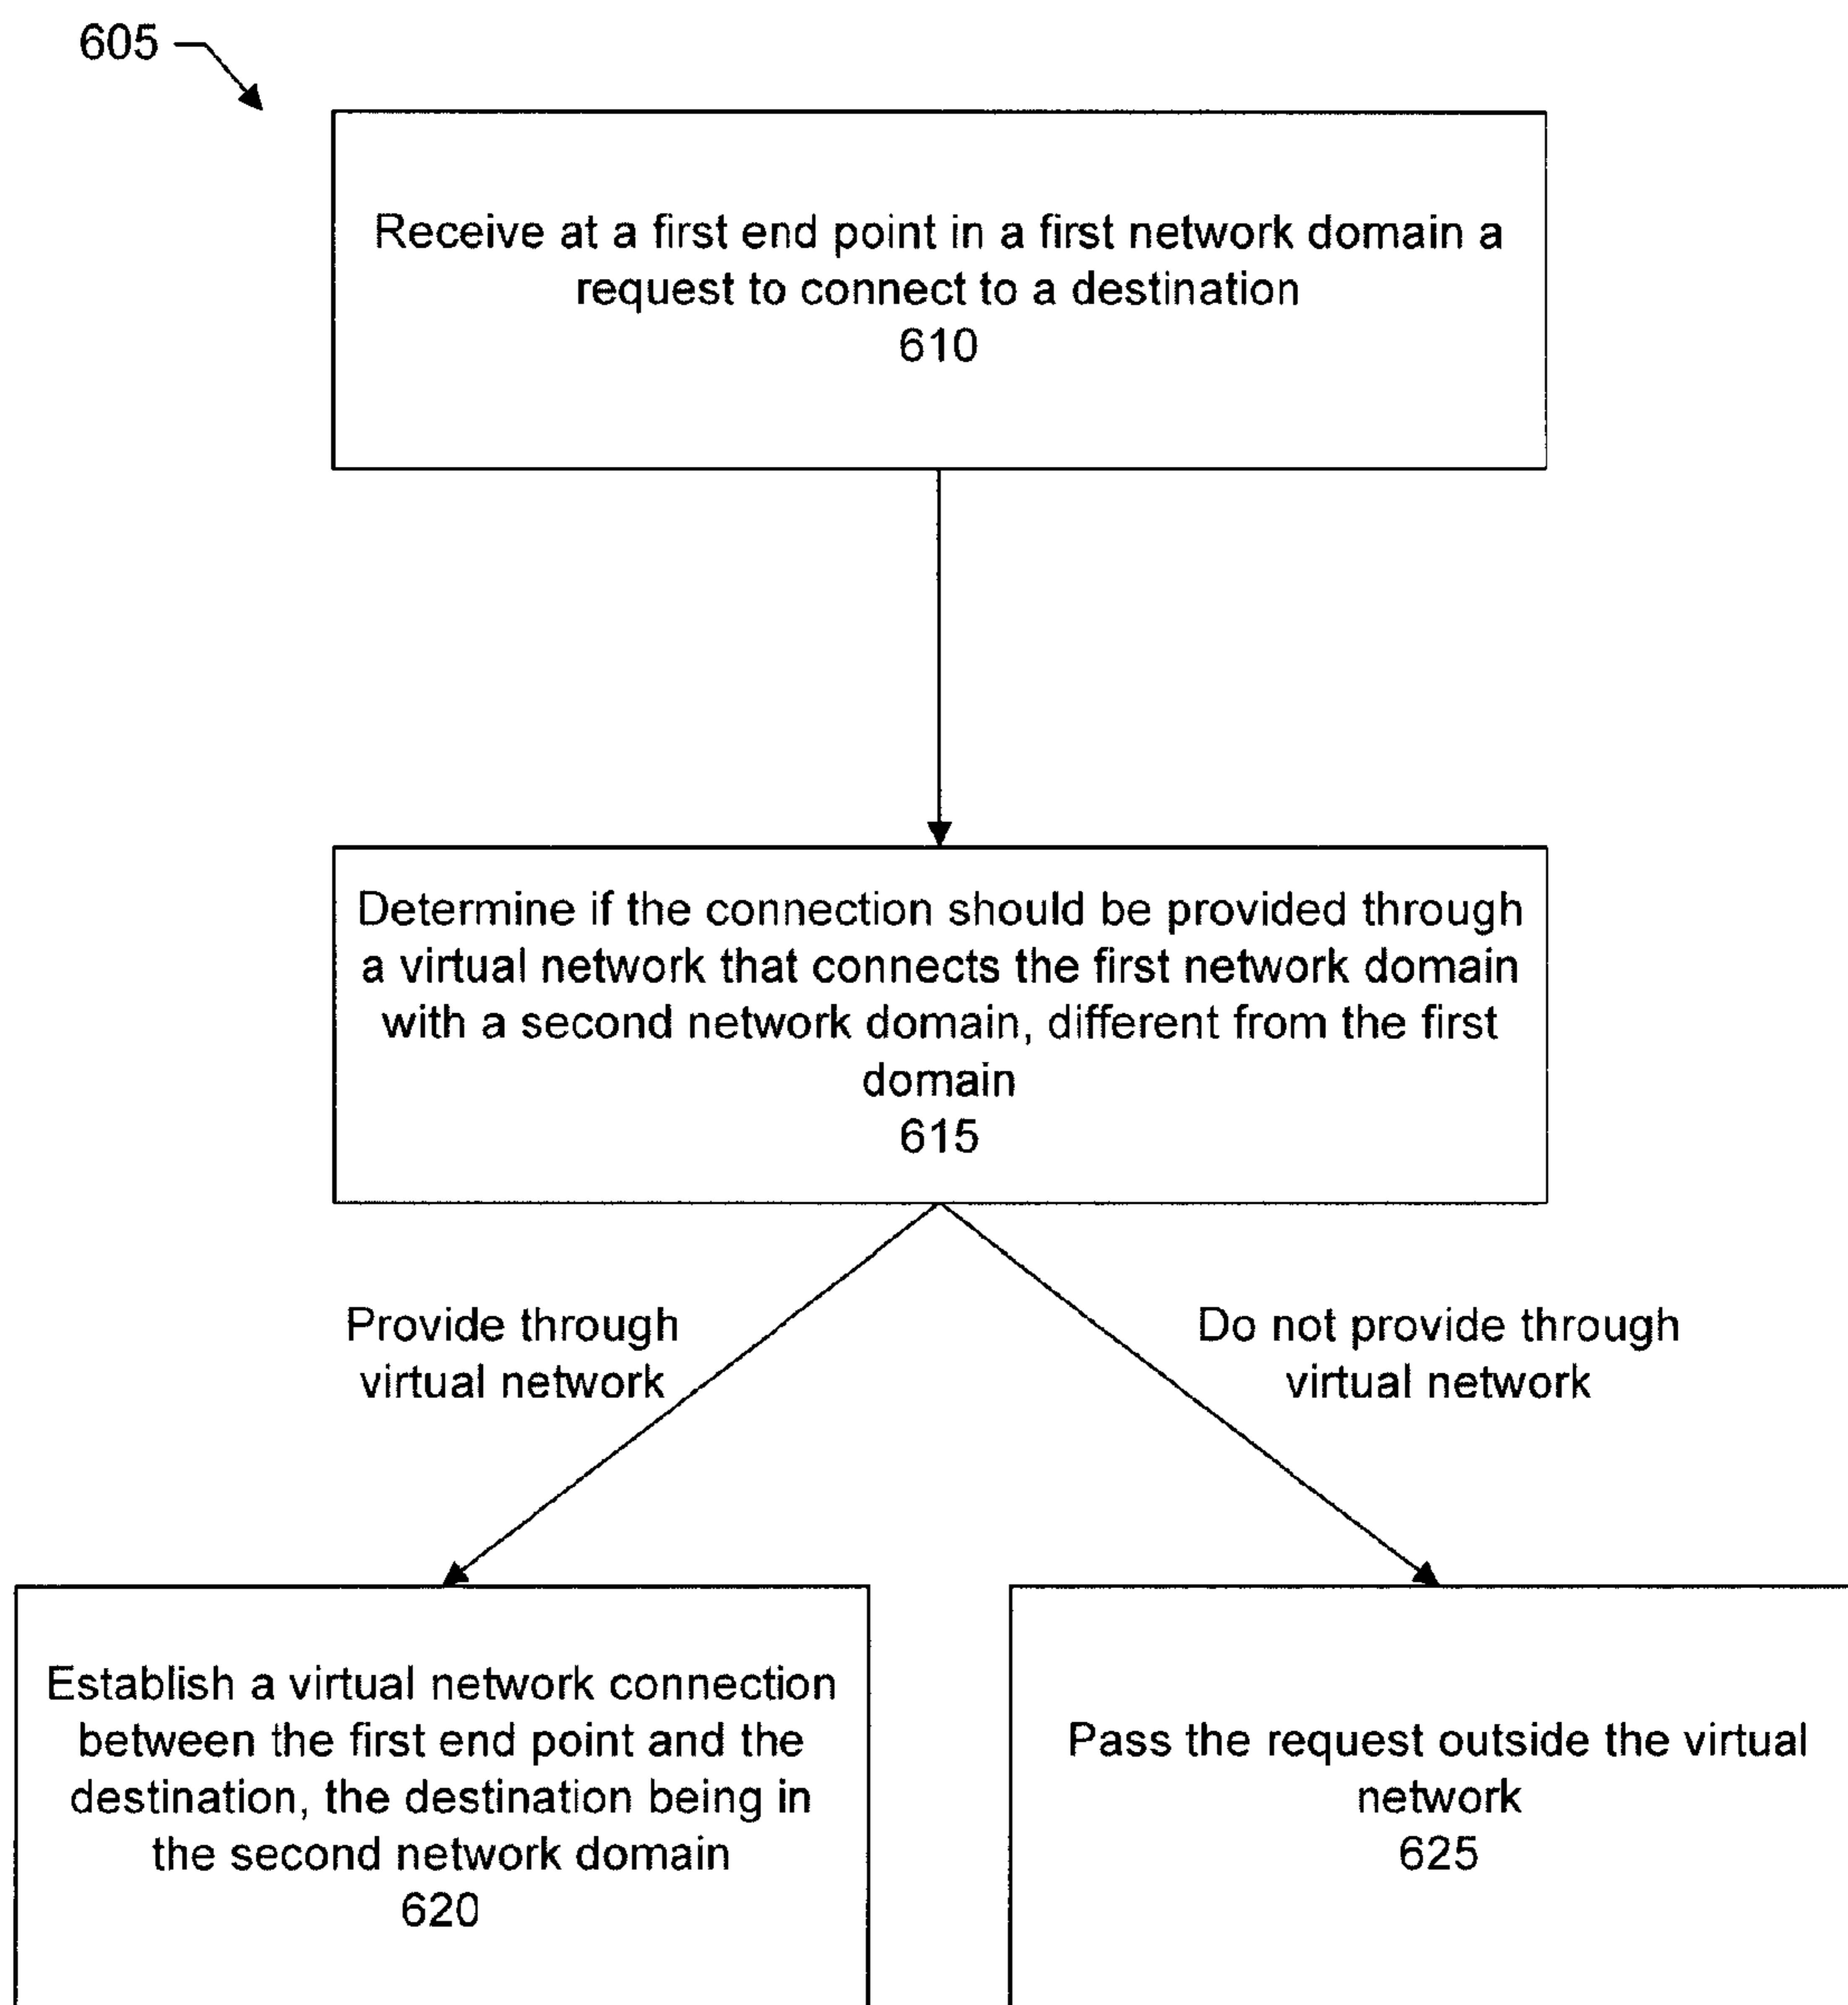 605
Receive at a first end point in a first network domain a
request to connect to a destination
610
Determine if the connection should be provided through
a virtual network that connects the first network domain
with a second network domain, different from the first
domain
615
Provide through
virtual network
Do not provide through
virtual network
Establish a virtual network connection
between the first end point and the
destination, the destination being in
the second network domain
620
Pass the request outside the virtual
network
625